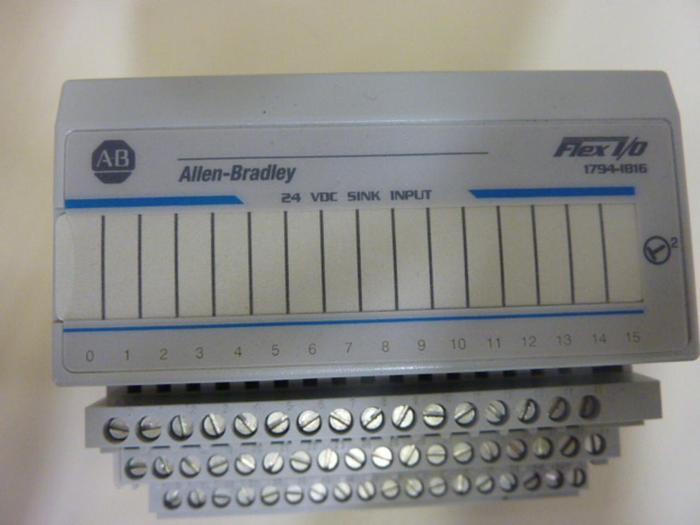 AB
Allen-Bradley
Flex I/O
1794-IB16
24 VDC SINK INPUT
2
0 1 2 3 4 5 6 7 8 9 10 11 12 13 14 15